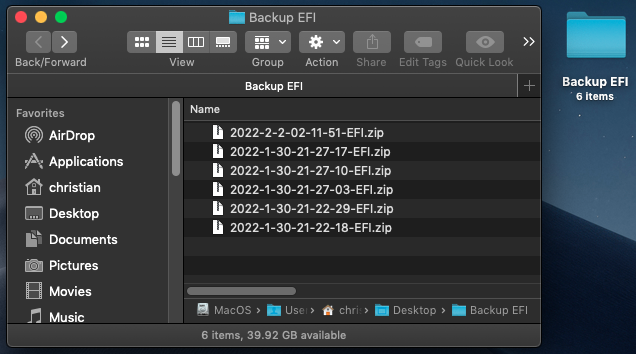 Backup EFI
Back/Forward
View
Group
Action
Share
Edit Tags
Quick Look
Backup EFI
Favorites
AirDrop
Applications
christian
Desktop
Documents
Pictures
Movies
Music
Name
2022-2-2-02-11-51-EFI.zip
2022-1-30-21-27-17-EFI.zip
2022-1-30-21-27-10-EFI.zip
2022-1-30-21-27-03-EFI.zip
2022-1-30-21-22-29-EFI.zip
2022-1-30-21-22-18-EFI.zip
MacOS › User › chri › Desktop › Backup EFI
6 items, 39.92 GB available
Backup EFI
6 items